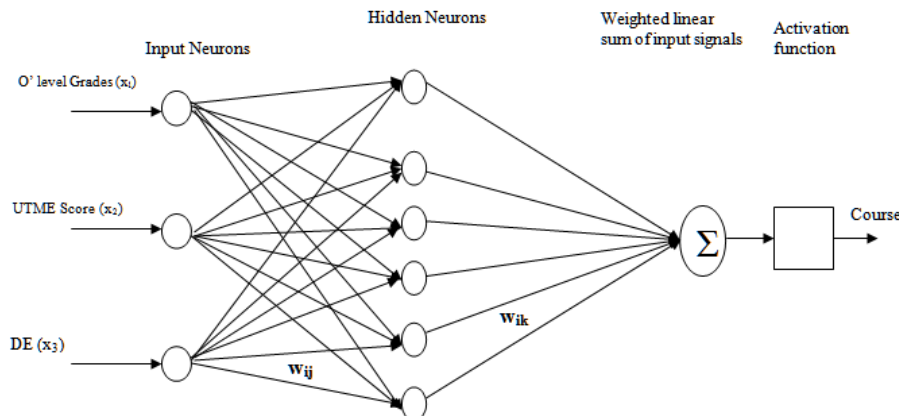 Hidden Neurons
Weighted linear
sum of input signals
Activation
function
Input Neurons
O' level Grades (x₁)
UTME Score (x₂)
DE (x₃)
Σ
Course
wᵢₖ
wᵢⱼ